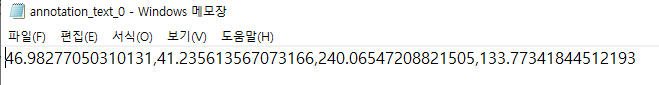 annotation_text_0 - Windows 메모장
파일(F) 편집(E) 서식(O) 보기(V) 도움말(H)
46.98277050310131,41.235613567073166,240.06547208821505,133.77341844512193